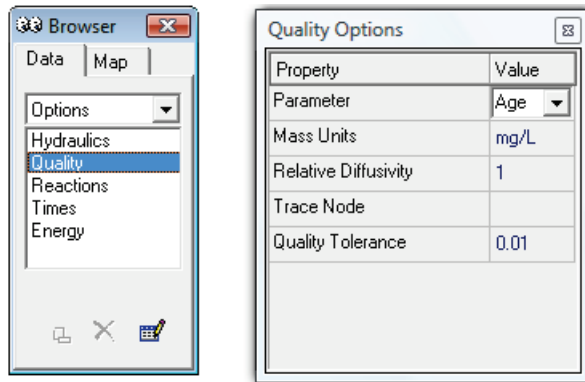 Browser
Data Map
Options
Hydraulics
Quality
Reactions
Times
Energy
Quality Options
Property Value
Parameter Age
Mass Units mg/L
Relative Diffusivity 1
Trace Node
Quality Tolerance 0.01